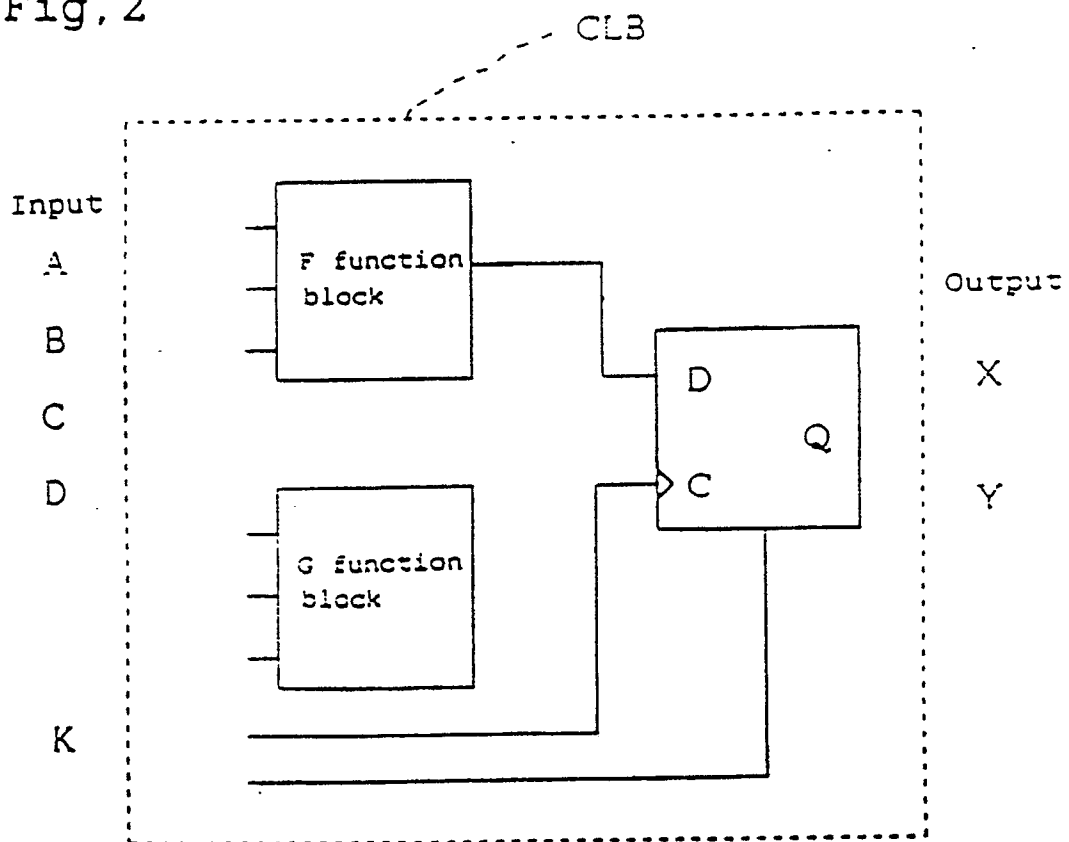 Fig, 2
CLB
Input
A
B
C
D
K
F function
block
G function
block
D
C
Q
Output
X
Y